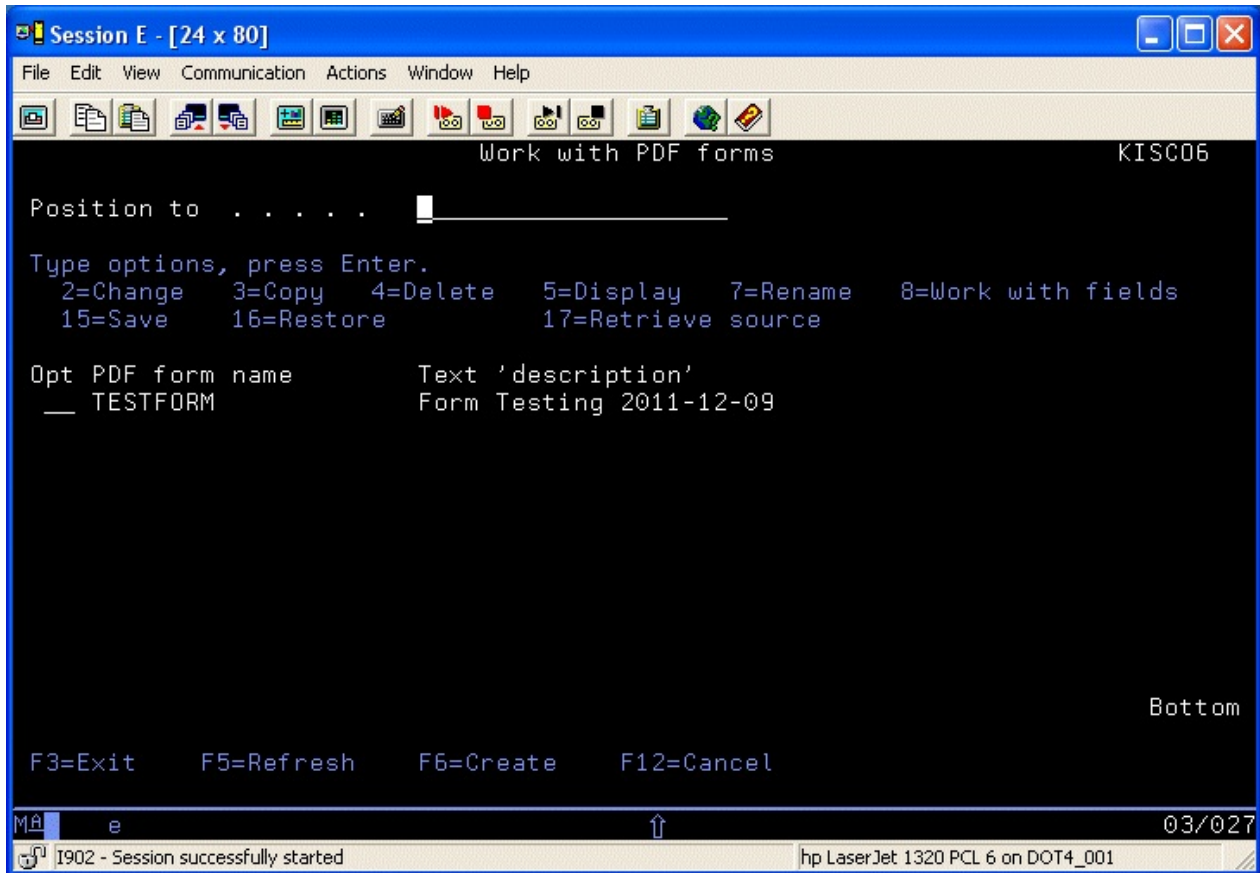 Session E - [24 x 80]
File Edit View Communication Actions Window Help
Work with PDF forms KISCO6
Position to . . . . .
Type options, press Enter.
2=Change 3=Copy 4=Delete 5=Display 7=Rename 8=Work with fields
15=Save 16=Restore 17=Retrieve source
Opt PDF form name Text 'description'
__ TESTFORM Form Testing 2011-12-09
Bottom
F3=Exit F5=Refresh F6=Create F12=Cancel
MA e 03/027
I902 - Session successfully started hp LaserJet 1320 PCL 6 on DOT4_001